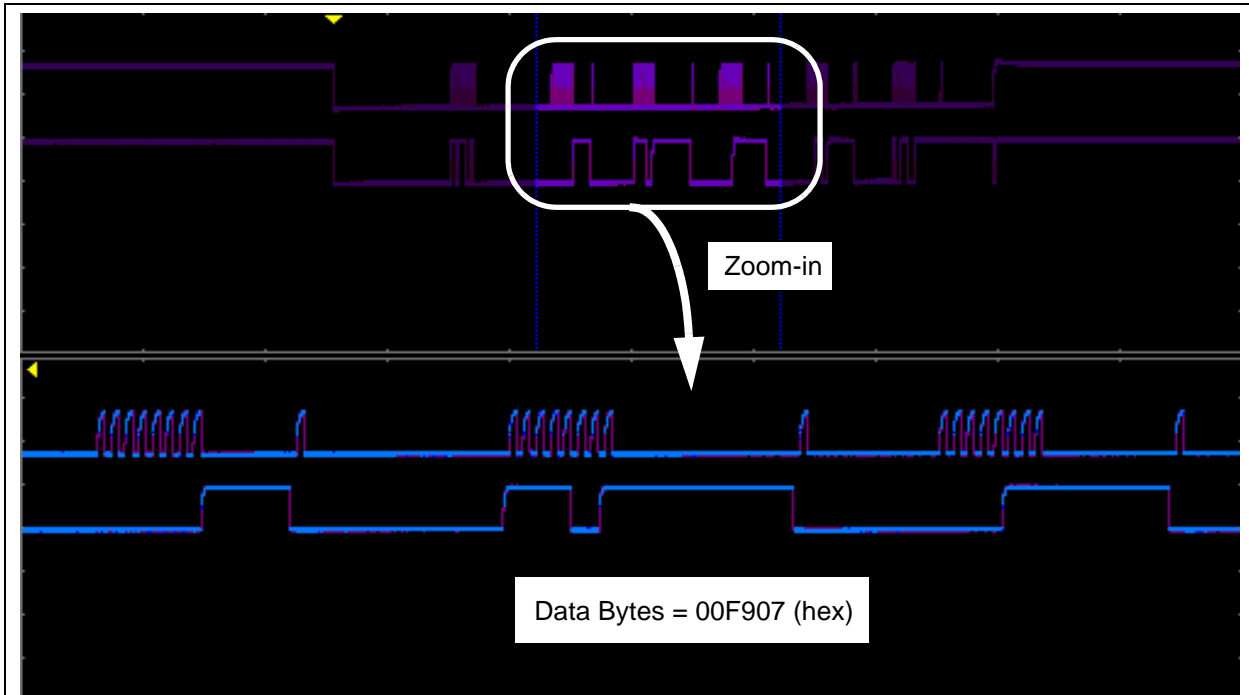 Zoom-in
Data Bytes = 00F907 (hex)